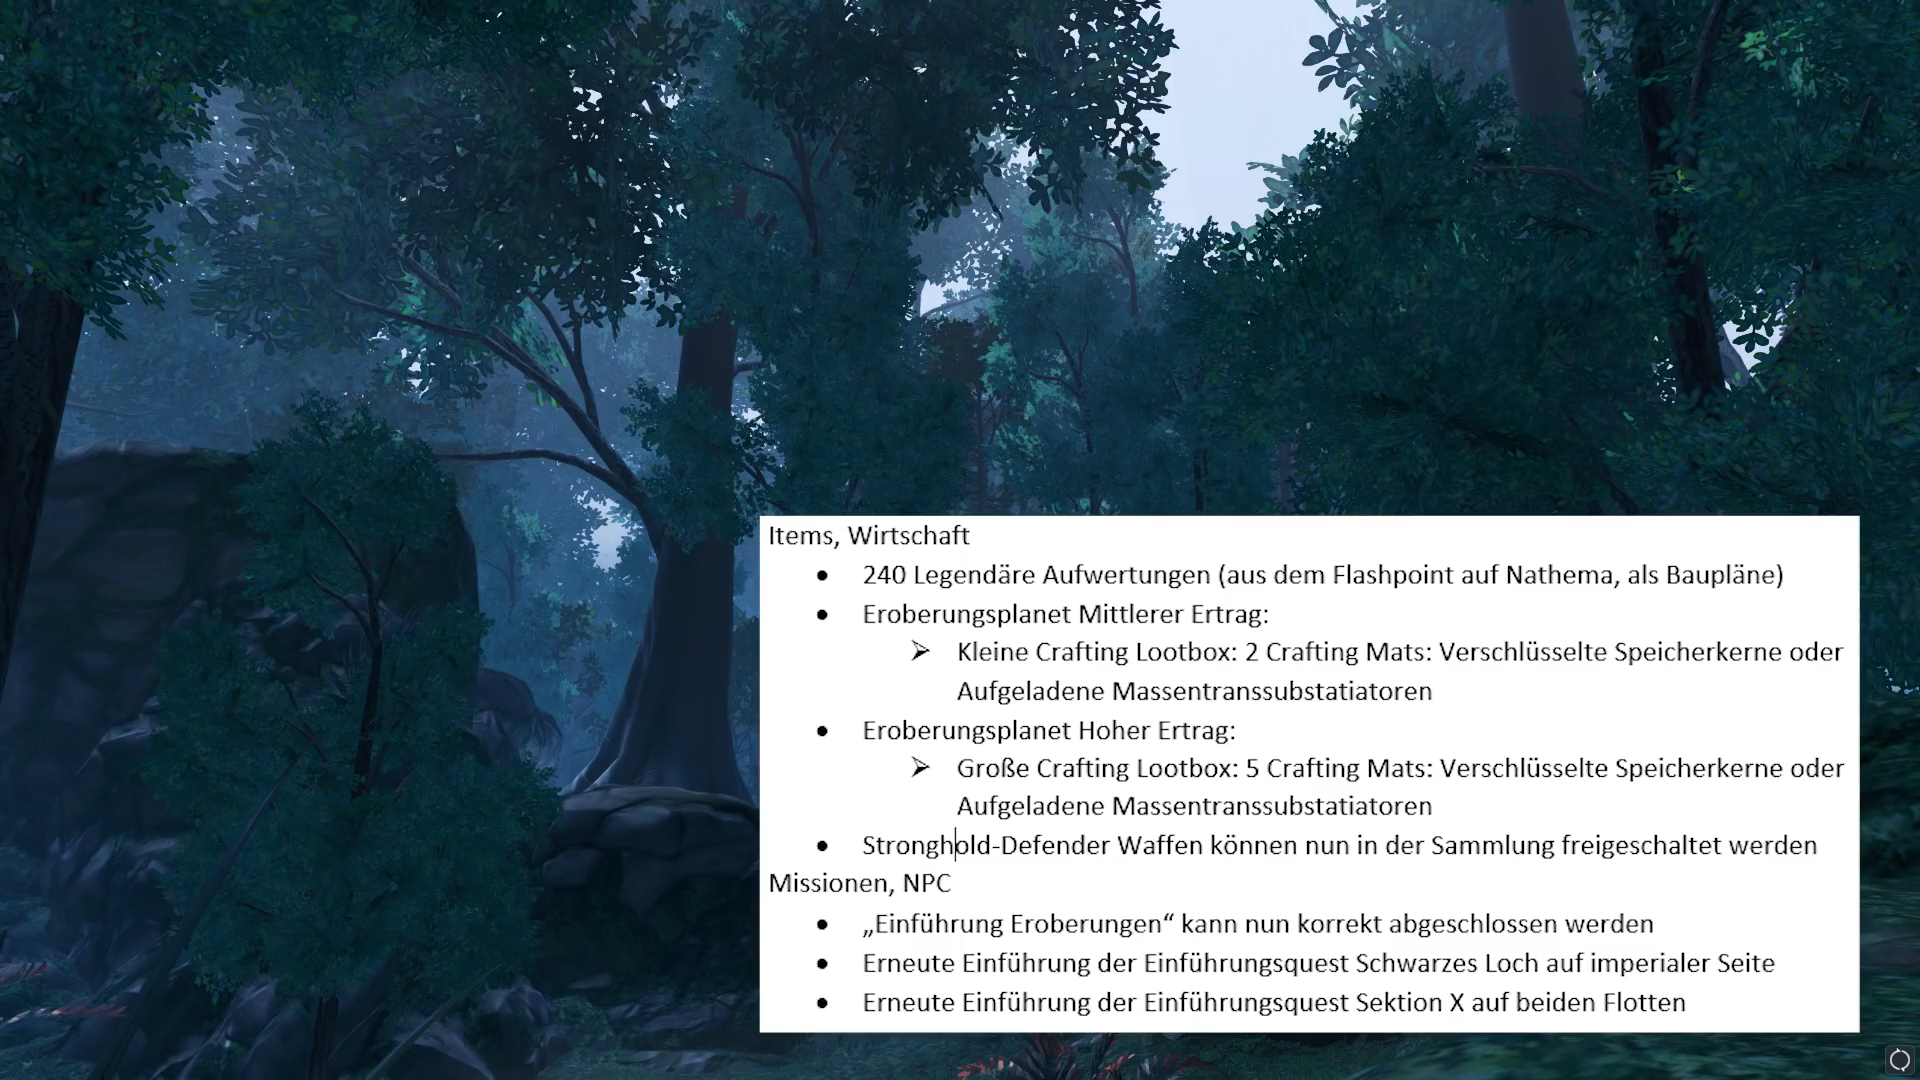 Items, Wirtschaft
• 240 Legendäre Aufwertungen (aus dem Flashpoint auf Nathema, als Baupläne)
• Eroberungsplanet Mittlerer Ertrag:
➢ Kleine Crafting Lootbox: 2 Crafting Mats: Verschlüsselte Speicherkerne oder
Aufgeladene Massentranssubstatiatoren
• Eroberungsplanet Hoher Ertrag:
➢ Große Crafting Lootbox: 5 Crafting Mats: Verschlüsselte Speicherkerne oder
Aufgeladene Massentranssubstatiatoren
• Stronghold-Defender Waffen können nun in der Sammlung freigeschaltet werden
Missionen, NPC
• „Einführung Eroberungen“ kann nun korrekt abgeschlossen werden
• Erneute Einführung der Einführungsquest Schwarzes Loch auf imperialer Seite
• Erneute Einführung der Einführungsquest Sektion X auf beiden Flotten